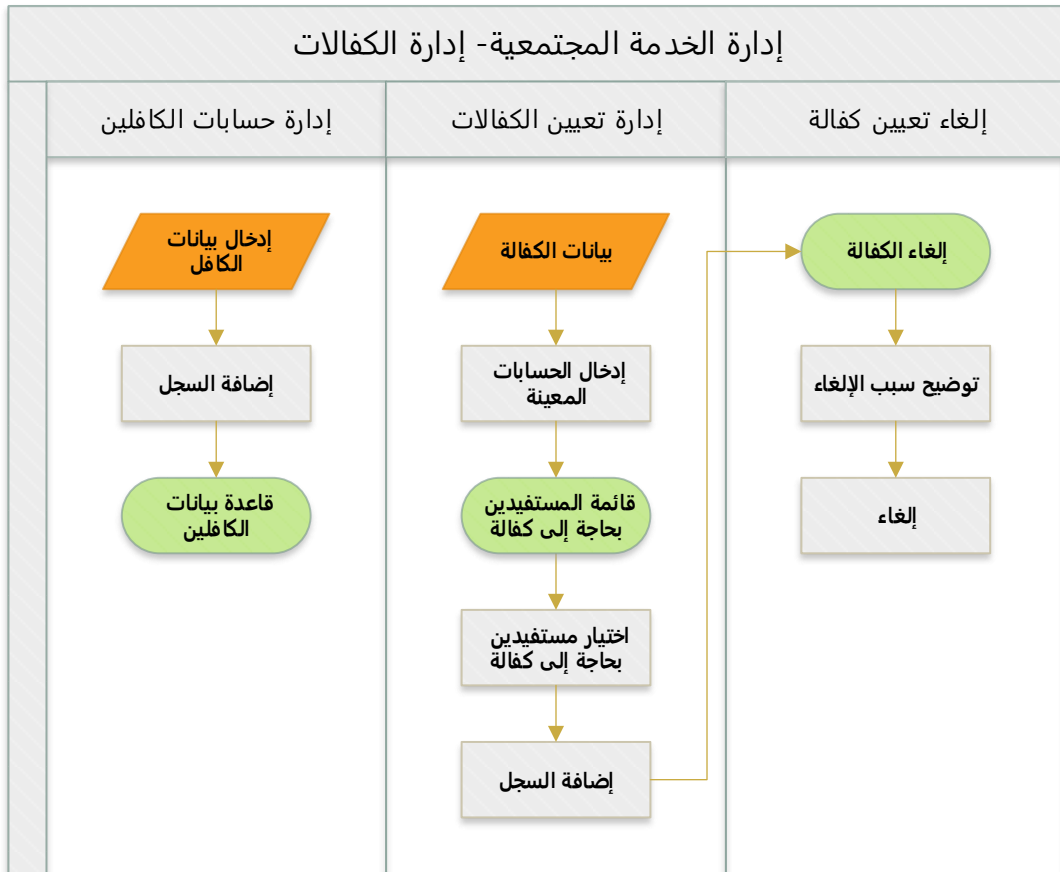 إدارة الخدمة المجتمعية- إدارة الكفالات
إدارة حسابات الكافلين
إدارة تعيين الكفالات
إلغاء تعيين كفالة
إدخال بيانات
الكافل
إضافة السجل
قاعدة بيانات
الكافلين
بيانات الكفالة
إدخال الحسابات
المعينة
قائمة المستفيدين
بحاجة إلى كفالة
اختيار مستفيدين
بحاجة إلى كفالة
إضافة السجل
إلغاء الكفالة
توضيح سبب الإلغاء
إلغاء